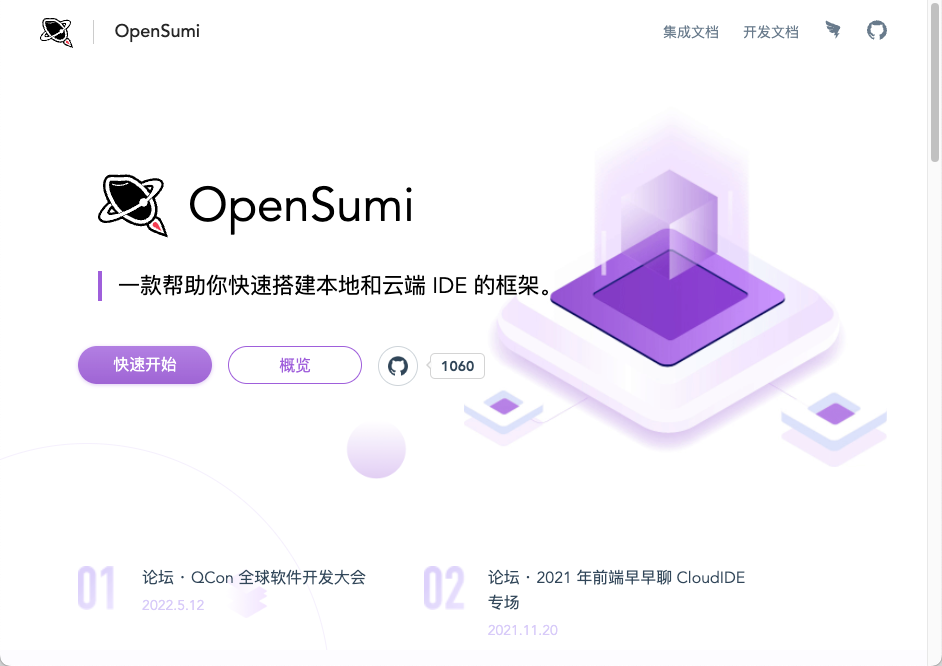 OpenSumi
集成文档
开发文档
OpenSumi
一款帮助你快速搭建本地和云端 IDE 的框架。
快速开始
概览
1060
01
论坛 · QCon 全球软件开发大会
2022.5.12
02
论坛 · 2021 年前端早早聊 CloudIDE
专场
2021.11.20